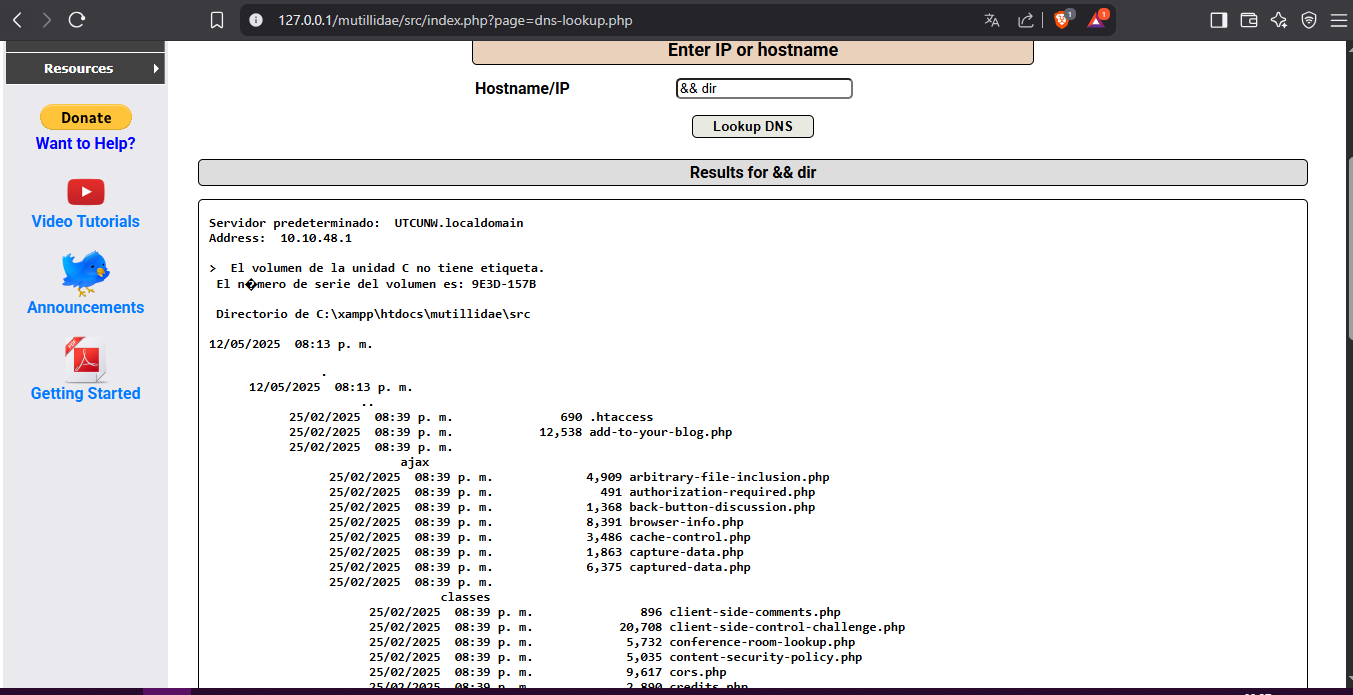 127.0.0.1/mutillidae/src/index.php?page=dns-lookup.php
1
1
Resources
Donate
Want to Help?
Video Tutorials
Announcements
Getting Started
Enter IP or hostname
Hostname/IP
&& dir
Lookup DNS
Results for && dir
Servidor predeterminado:  UTCUNW.localdomain
Address:  10.10.48.1
>  El volumen de la unidad C no tiene etiqueta.
El n�mero de serie del volumen es: 9E3D-157B
Directorio de C:\xampp\htdocs\mutillidae\src
12/05/2025  08:13 p. m.
.
12/05/2025  08:13 p. m.
..
25/02/2025  08:39 p. m.               690 .htaccess
25/02/2025  08:39 p. m.            12,538 add-to-your-blog.php
25/02/2025  08:39 p. m.
ajax
25/02/2025  08:39 p. m.             4,909 arbitrary-file-inclusion.php
25/02/2025  08:39 p. m.               491 authorization-required.php
25/02/2025  08:39 p. m.             1,368 back-button-discussion.php
25/02/2025  08:39 p. m.             8,391 browser-info.php
25/02/2025  08:39 p. m.             3,486 cache-control.php
25/02/2025  08:39 p. m.             1,863 capture-data.php
25/02/2025  08:39 p. m.             6,375 captured-data.php
25/02/2025  08:39 p. m.
classes
25/02/2025  08:39 p. m.               896 client-side-comments.php
25/02/2025  08:39 p. m.            20,708 client-side-control-challenge.php
25/02/2025  08:39 p. m.             5,732 conference-room-lookup.php
25/02/2025  08:39 p. m.             5,035 content-security-policy.php
25/02/2025  08:39 p. m.             9,617 cors.php
25/02/2025  08:39 p. m.             2,890 credits.php